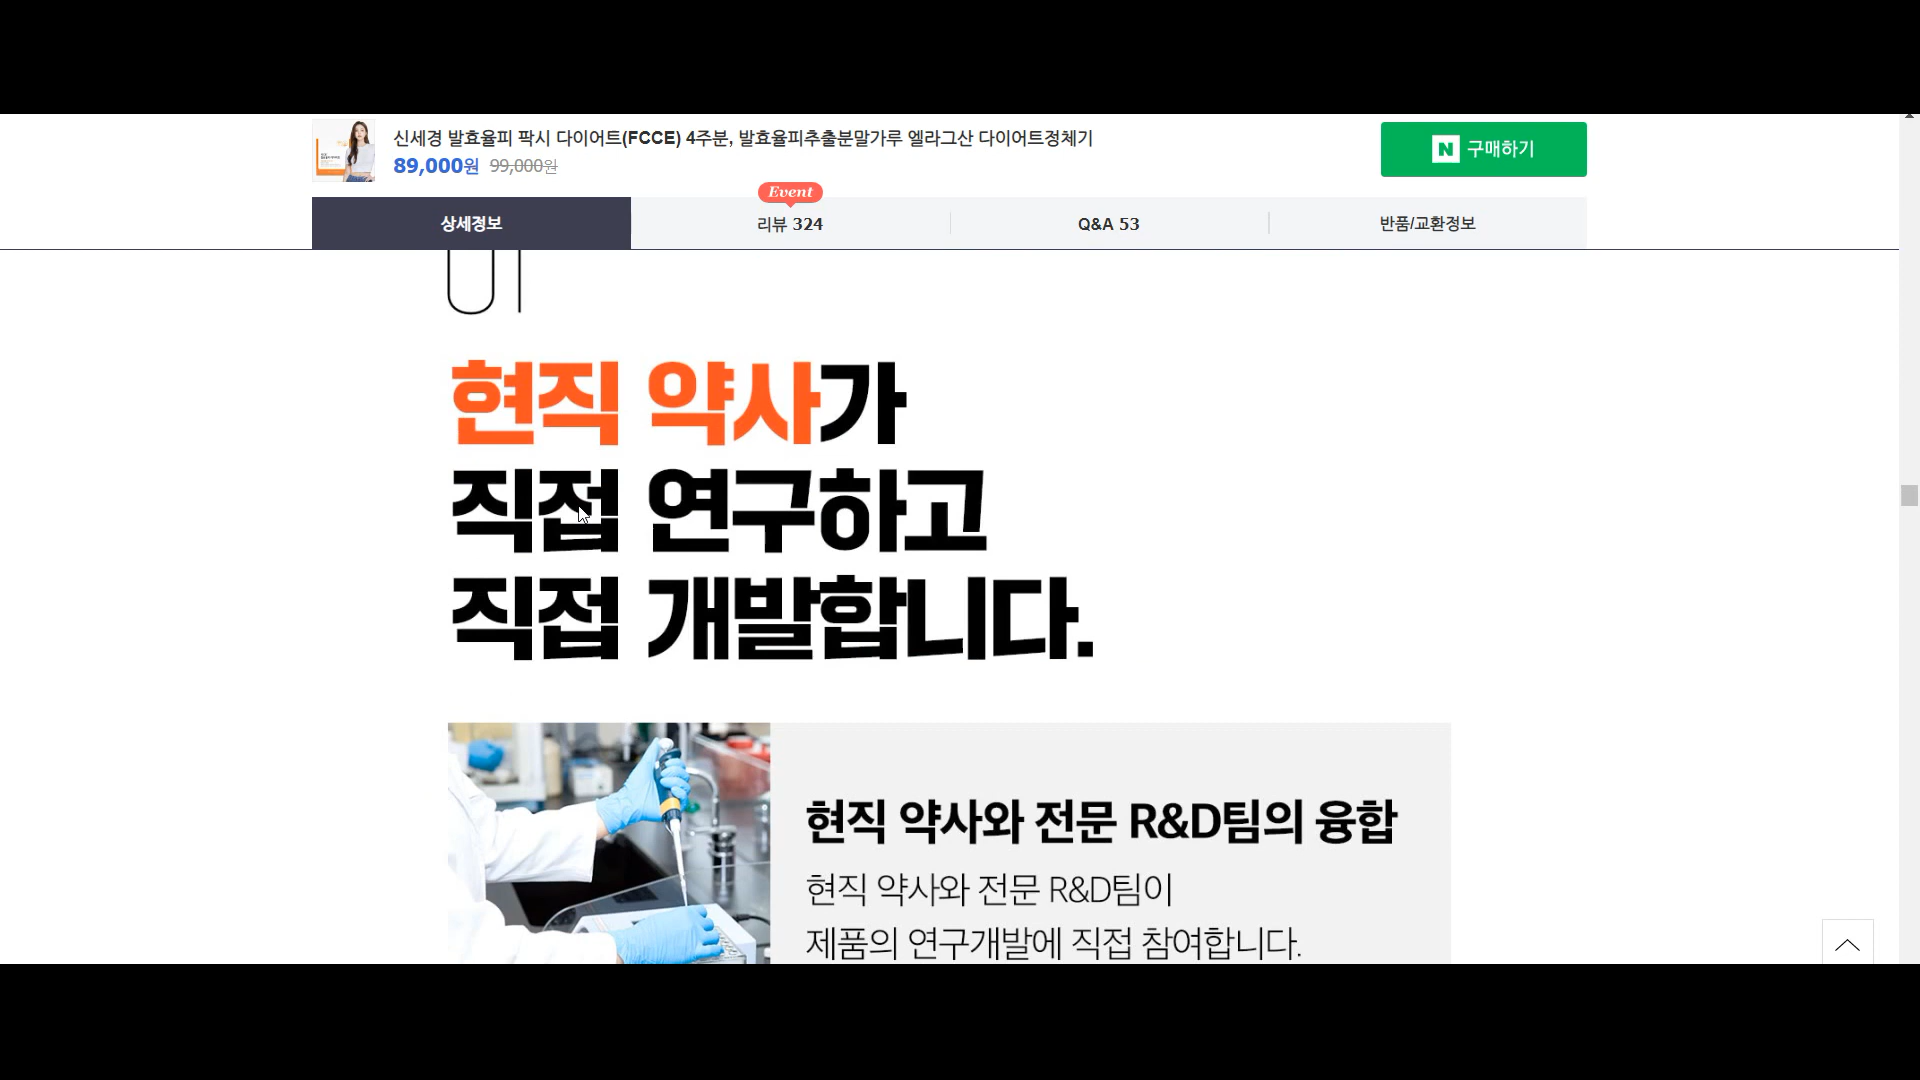 신세경 발효율피 팍시 다이어트(FCCE) 4주분, 발효율피추출분말가루 엘라그산 다이어트정체기
89,000원 99,000원
N 구매하기
Event
상세정보
리뷰 324
Q&A 53
반품/교환정보
현직 약사가
직접 연구하고
직접 개발합니다.
현직 약사와 전문 R&D팀의 융합
현직 약사와 전문 R&D팀이
제품의 연구개발에 직접 참여합니다.